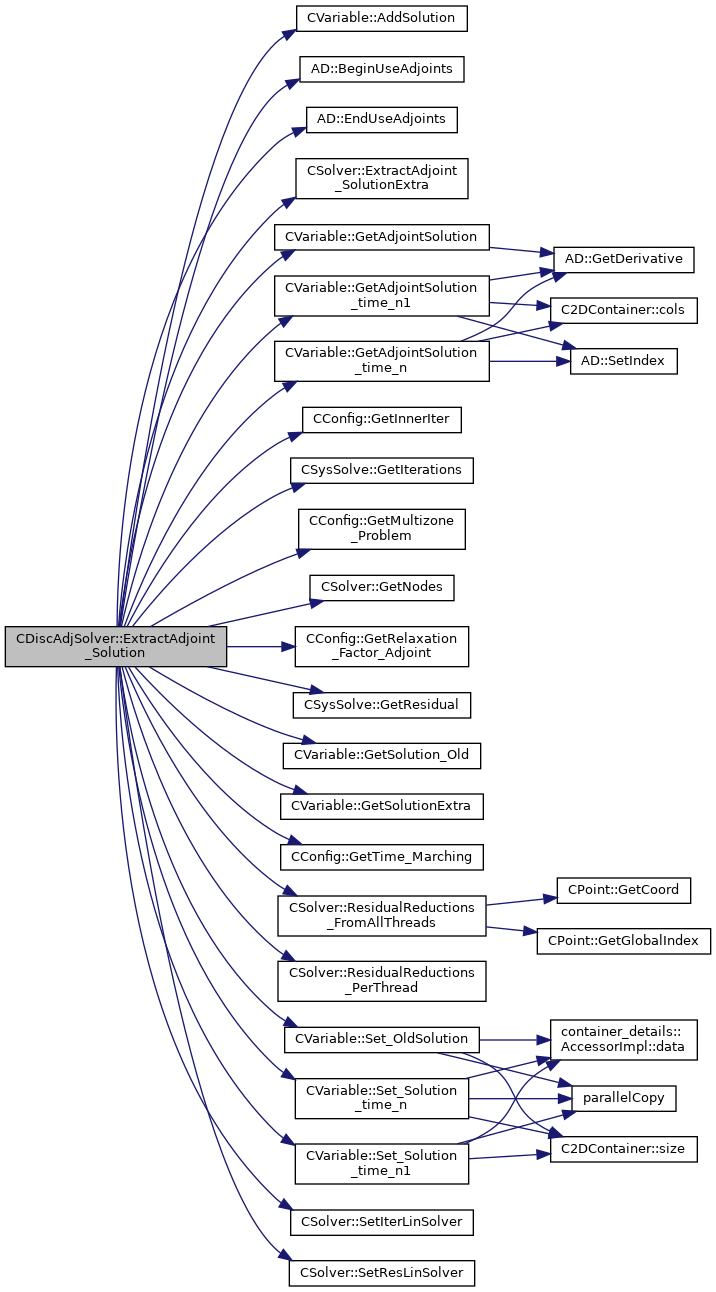 CDiscAdjSolver::ExtractAdjoint
_Solution
CVariable::AddSolution
AD::BeginUseAdjoints
AD::EndUseAdjoints
CSolver::ExtractAdjoint
_SolutionExtra
CVariable::GetAdjointSolution
CVariable::GetAdjointSolution
_time_n1
CVariable::GetAdjointSolution
_time_n
AD::GetDerivative
C2DContainer::cols
AD::SetIndex
CConfig::GetInnerIter
CSysSolve::GetIterations
CConfig::GetMultizone
_Problem
CSolver::GetNodes
CConfig::GetRelaxation
_Factor_Adjoint
CSysSolve::GetResidual
CVariable::GetSolution_Old
CVariable::GetSolutionExtra
CConfig::GetTime_Marching
CSolver::ResidualReductions
_FromAllThreads
CPoint::GetCoord
CPoint::GetGlobalIndex
CSolver::ResidualReductions
_PerThread
CVariable::Set_OldSolution
CVariable::Set_Solution
_time_n
CVariable::Set_Solution
_time_n1
container_details::
AccessorImpl::data
parallelCopy
C2DContainer::size
CSolver::SetIterLinSolver
CSolver::SetResLinSolver